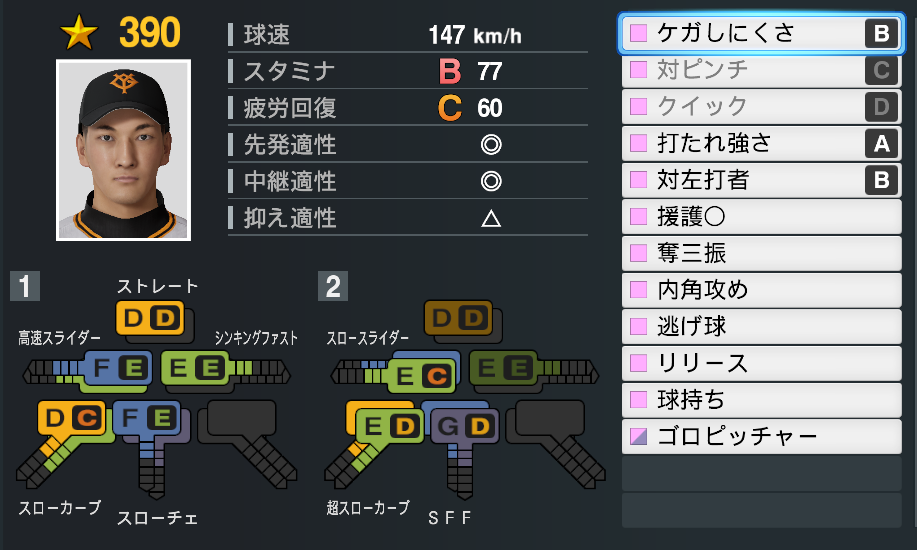 390
球速 147 km/h
スタミナ B 77
疲労回復 C 60
先発適性 ◎
中継適性 ◎
抑え適性 △
1
ストレート
D D
高速スライダー
F E
シンキングファスト
E E
D C
スローカーブ
F E
スローチェ
2
D D
スロースライダー
E C
E E
E D
超スローカーブ
G D
SFF
ケガしにくさ B
対ピンチ C
クイック D
打たれ強さ A
対左打者 B
援護○
奪三振
内角攻め
逃げ球
リリース
球持ち
ゴロピッチャー